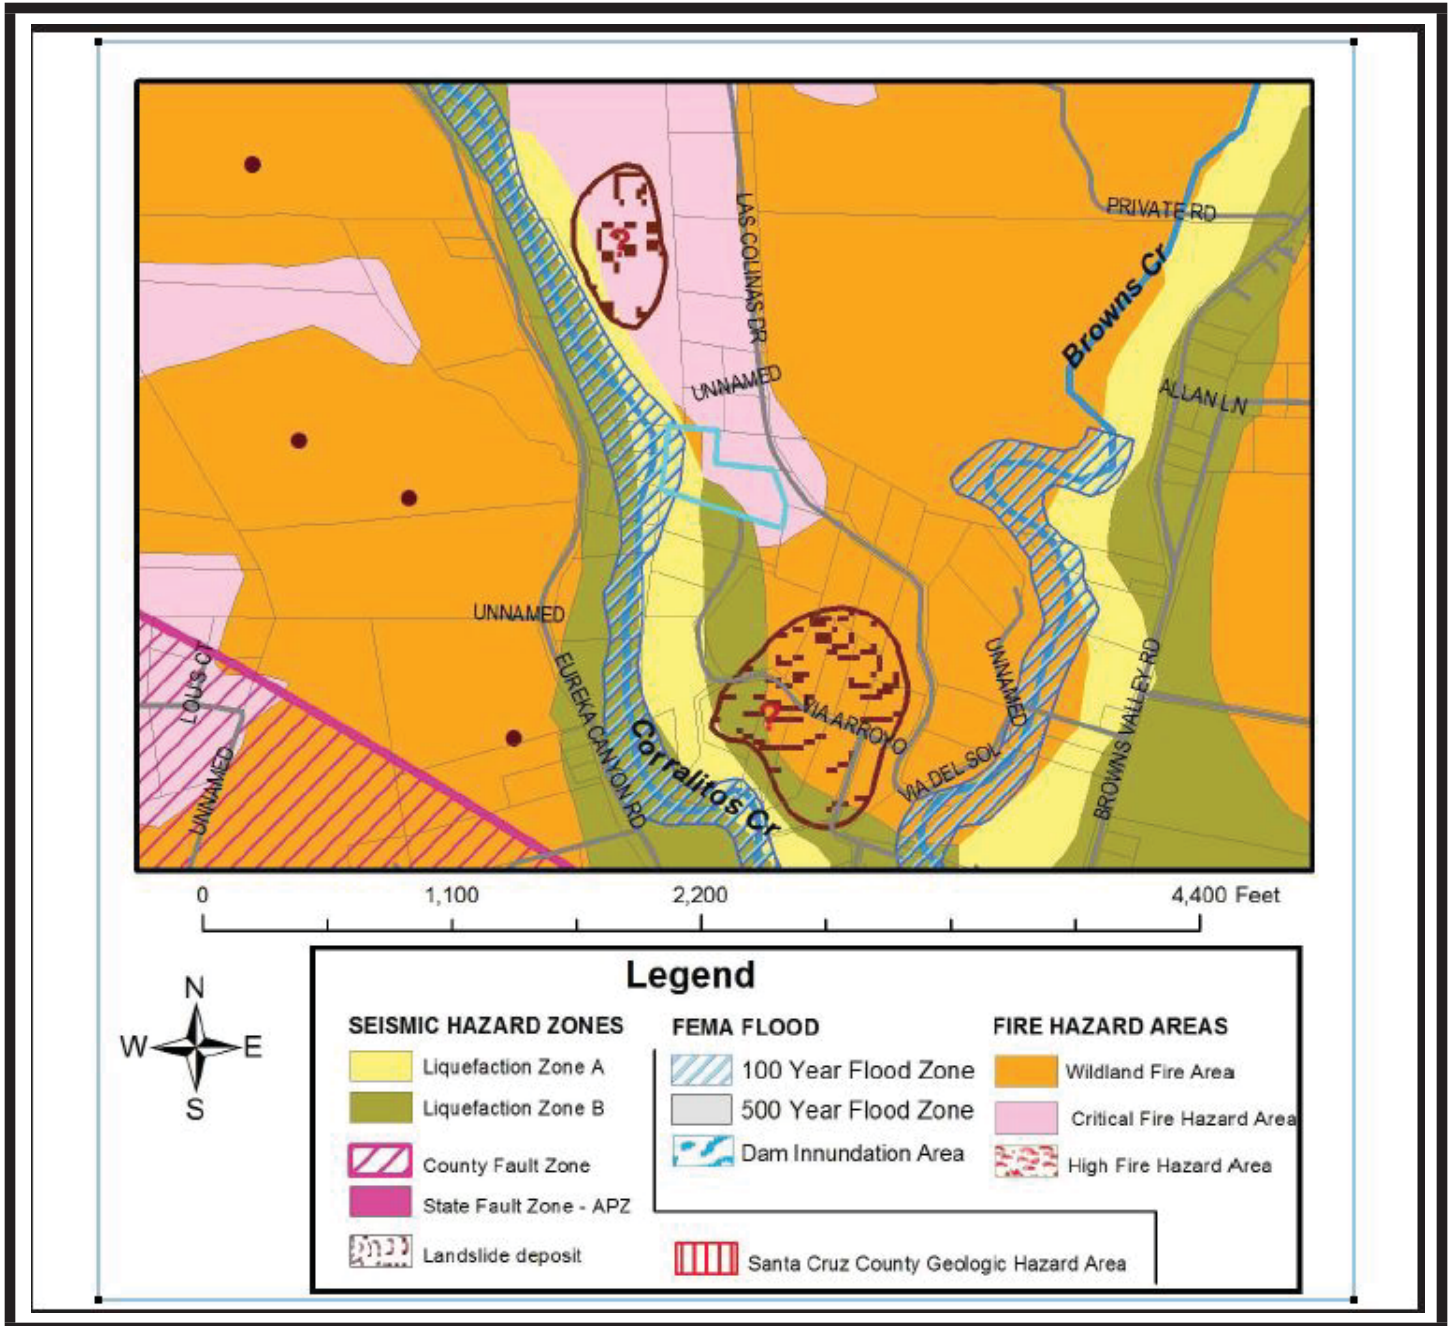 PRIVATE RD
LAS COLINAS DR
Browns Cr
UNNAMED
ALLAN LN
UNNAMED
LOUIS CT
UNNAMED
EUREKA CANYON RD
Corralitos Cr
?
?
VIA ARROYO
UNNAMED
VIA DEL SOL
BROWNS VALLEY RD
UNNAMED
0 1,100 2,200 4,400 Feet
N
W E
S
Legend
SEISMIC HAZARD ZONES
Liquefaction Zone A
Liquefaction Zone B
County Fault Zone
State Fault Zone - APZ
Landslide deposit
FEMA FLOOD
100 Year Flood Zone
500 Year Flood Zone
Dam Innundation Area
Santa Cruz County Geologic Hazard Area
FIRE HAZARD AREAS
Wildland Fire Area
Critical Fire Hazard Area
High Fire Hazard Area